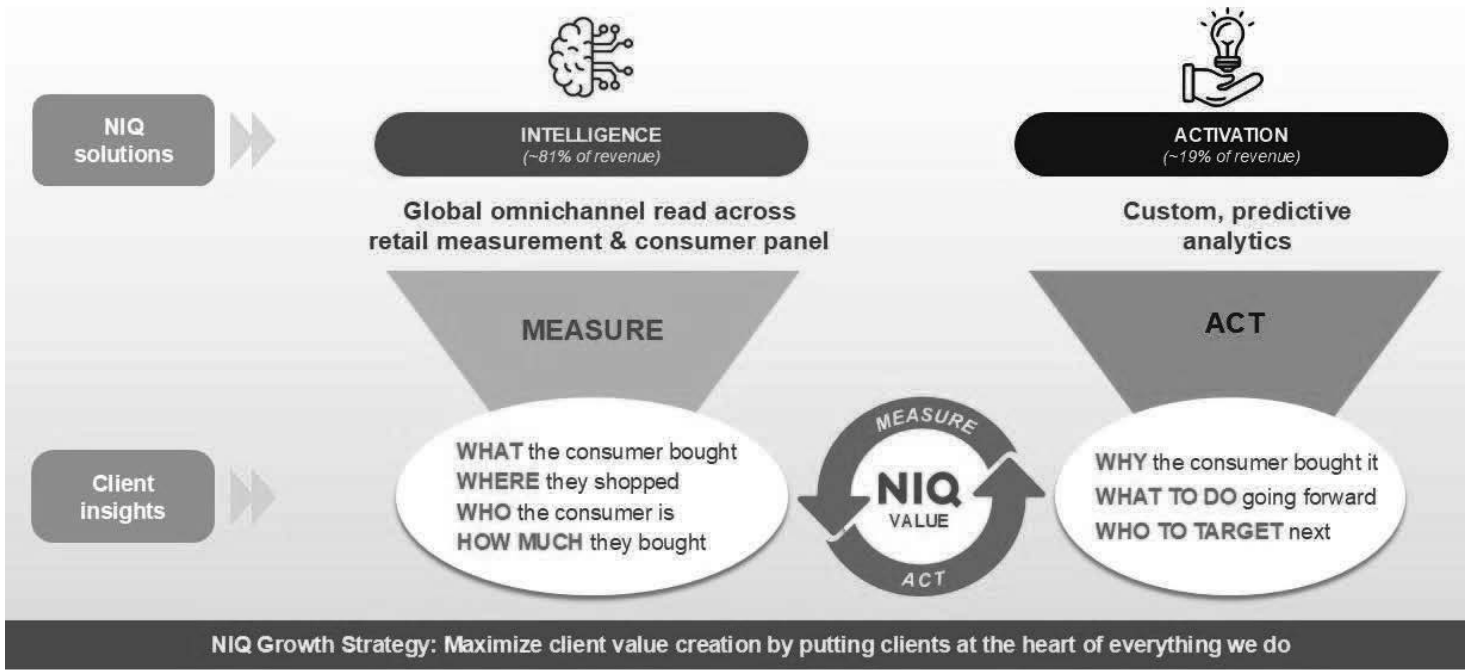 NIQ
solutions
INTELLIGENCE
(~81% of revenue)
ACTIVATION
(~19% of revenue)
Global omnichannel read across
retail measurement & consumer panel
Custom, predictive
analytics
MEASURE
ACT
Client
insights
WHAT the consumer bought
WHERE they shopped
WHO the consumer is
HOW MUCH they bought
MEASURE
NIQ
VALUE
ACT
WHY the consumer bought it
WHAT TO DO going forward
WHO TO TARGET next
NIQ Growth Strategy: Maximize client value creation by putting clients at the heart of everything we do